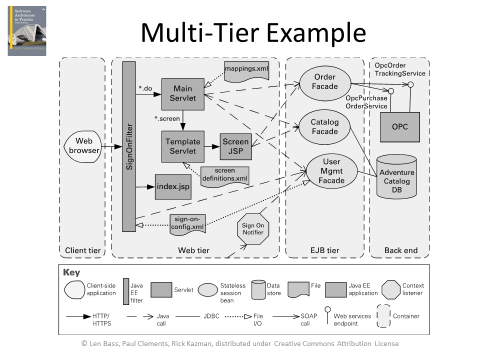 Software
Architecture
in Practice
Multi-Tier Example
mappings.xml
OpcOrder
TrackingService
*.do
Main
Servlet
Order
Facade
OpcPurchase
OrderService
*.screen
SignOnFilter
Web
browser
Template
Servlet
Screen
JSP
Catalog
Facade
OPC
screen
definitions.xml
index.jsp
User
Mgmt
Facade
Adventure
Catalog
DB
sign-on-
config.xml
Sign On
Notifier
Client tier
Web tier
EJB tier
Back end
Key
Client-side
application
Java
EE
filter
Servlet
Stateless
session
bean
Data
store
File
Java EE
application
Context
listener
HTTP/
HTTPS
Java
call
JDBC
File
I/O
SOAP
call
Web services
endpoint
Container
© Len Bass, Paul Clements, Rick Kazman, distributed under Creative Commons Attribution License